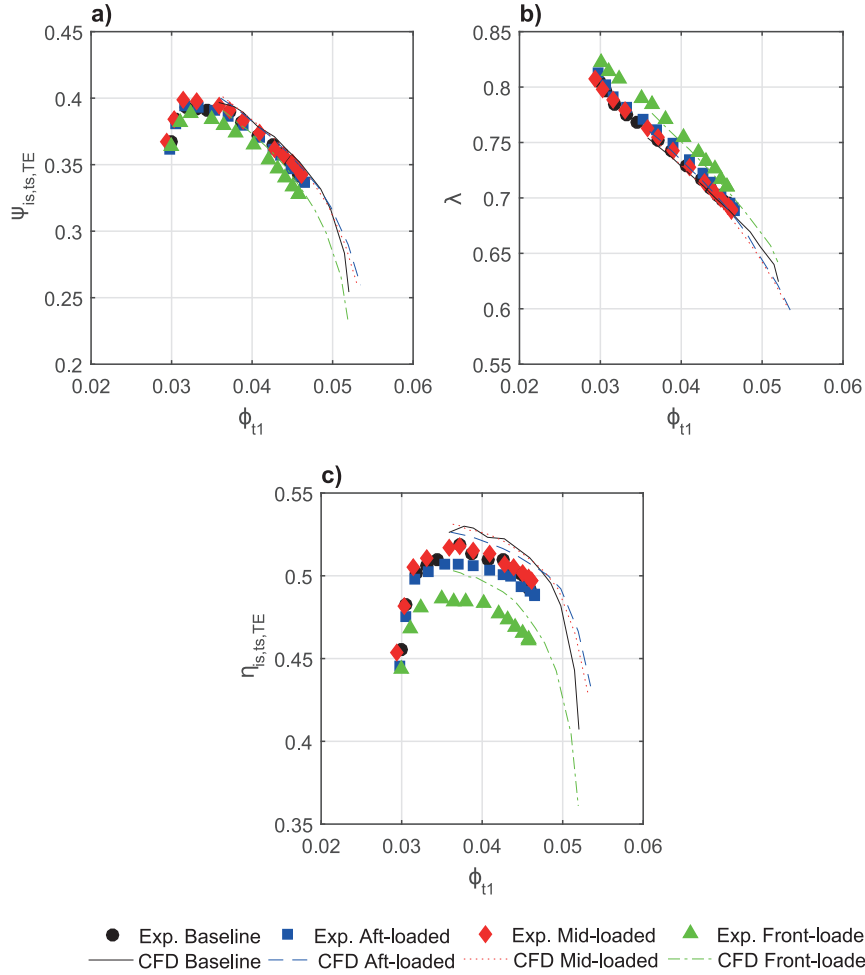 a)
0.45
0.4
0.35
0.3
0.25
0.2
0.02 0.03 0.04 0.05 0.06
Ψis,ts,TE
ϕt1
b)
0.85
0.8
0.75
0.7
0.65
0.6
0.55
0.02 0.03 0.04 0.05 0.06
λ
ϕt1
c)
0.55
0.5
0.45
0.4
0.35
0.02 0.03 0.04 0.05 0.06
ηis,ts,TE
ϕt1
Exp. Baseline Exp. Aft-loaded Exp. Mid-loaded Exp. Front-loade
CFD Baseline CFD Aft-loaded CFD Mid-loaded CFD Front-loade